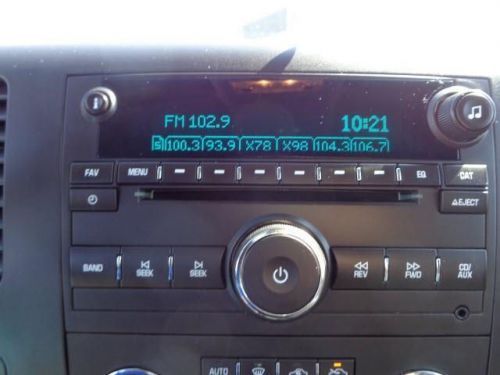 FM 102.9 10:21
5 100.3 93.9 X78 X98 104.3 106.7
FAV MENU EQ CAT
EJECT
BAND SEEK SEEK REV FWD CD/AUX
AUTO